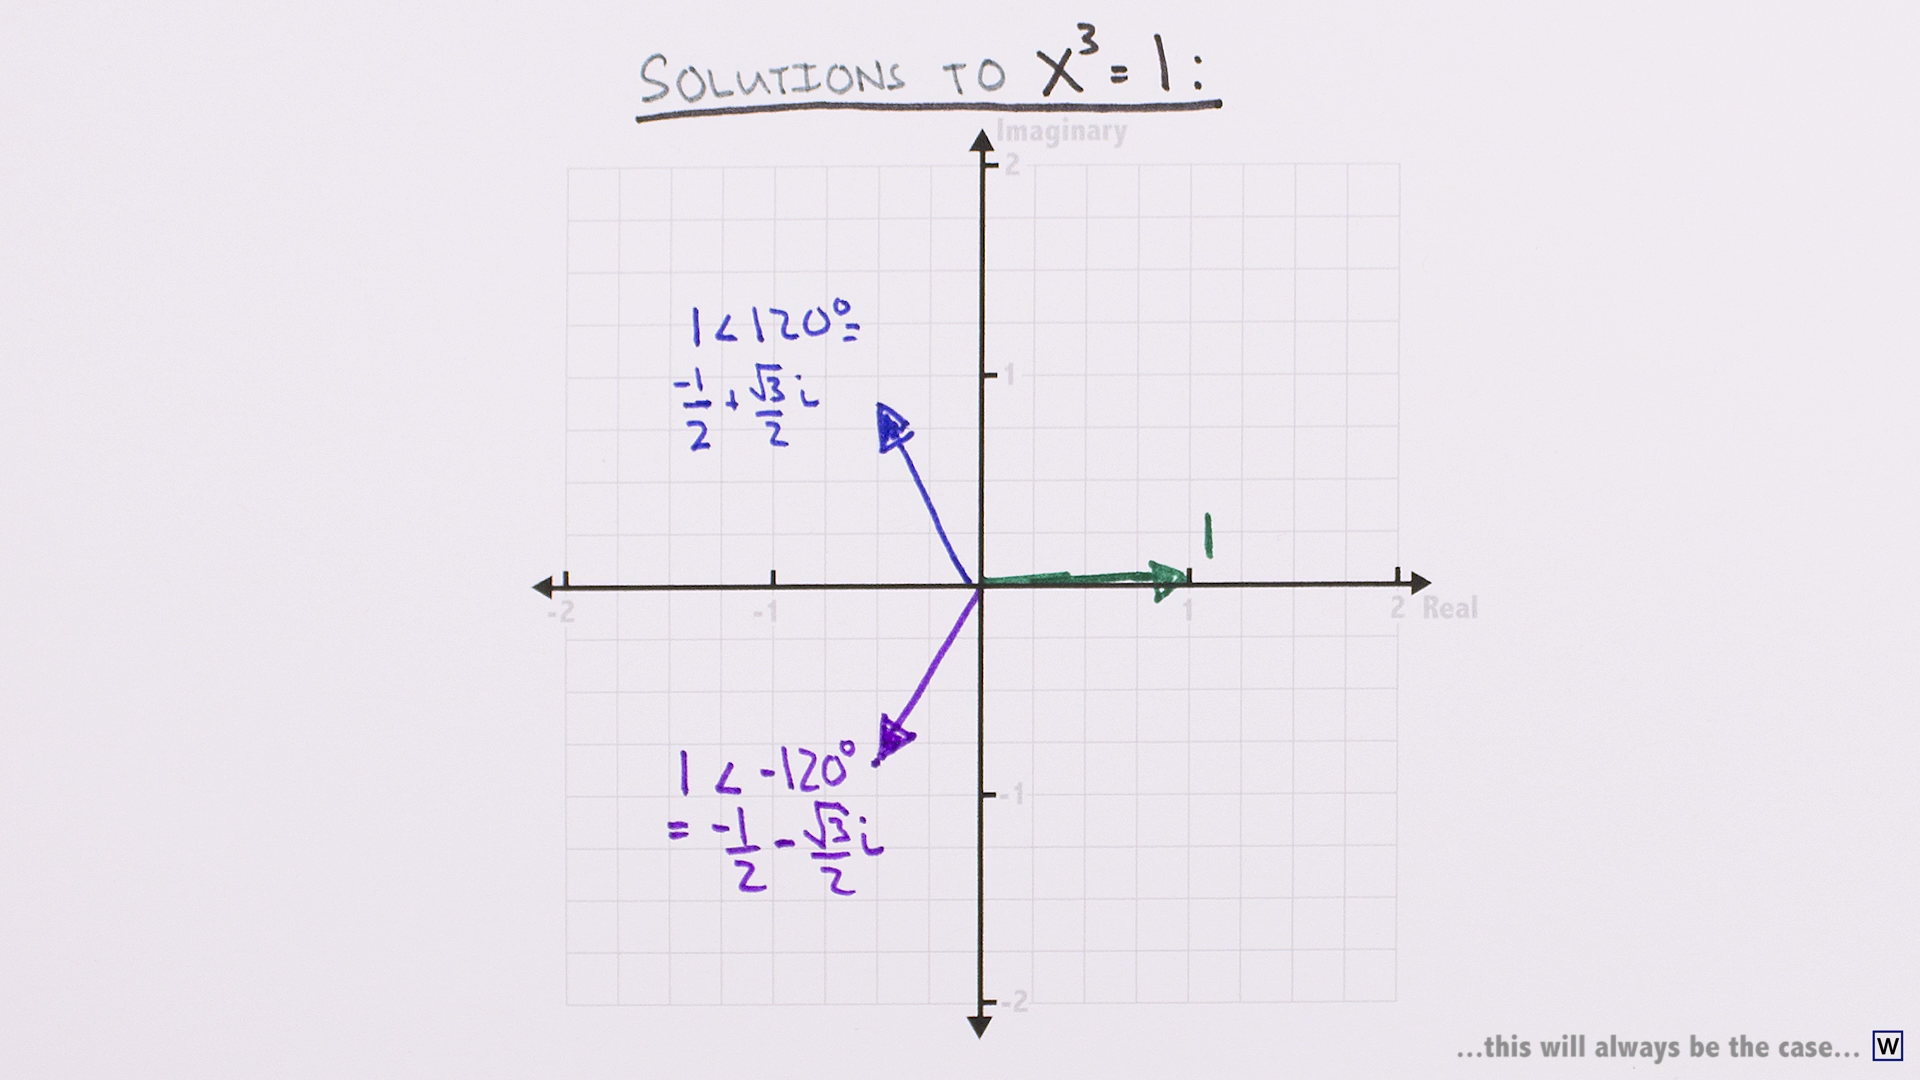 SOLUTIONS TO X³ = 1:
Imaginary
2
1<120°=
-1/2 + √3/2 i
1
1
-2
-1
1
2
Real
1 < -120°
-1
= -1/2 - √3/2 i
-2
...this will always be the case... W